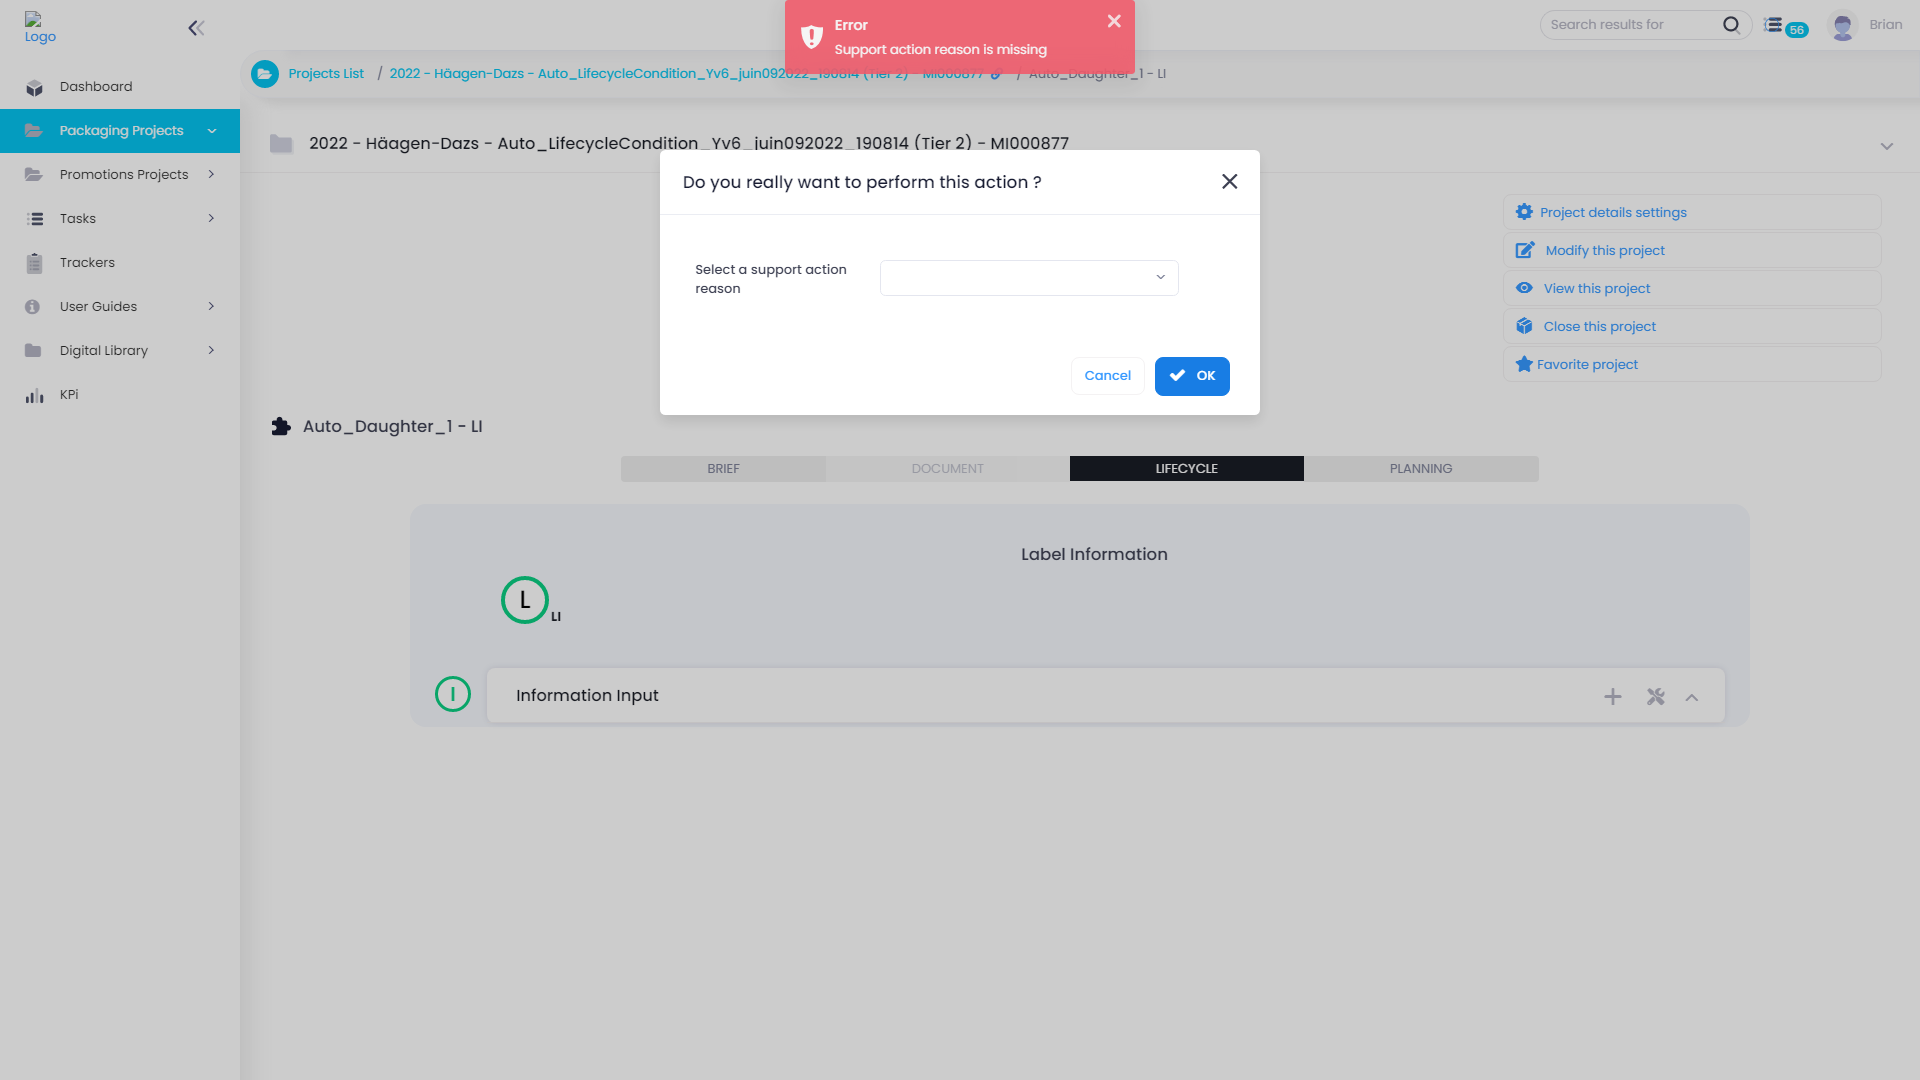 Logo
Error
Support action reason is missing
Search results for
56
Brian
Projects List / 2022 - Häagen-Dazs - Auto_LifecycleCondition_Yv6_juin092022_190814 (Tier 2) - MI000877 / Auto_Daughter_1 - LI
Dashboard
Packaging Projects
Promotions Projects
Tasks
Trackers
User Guides
Digital Library
KPi
2022 - Häagen-Dazs - Auto_LifecycleCondition_Yv6_juin092022_190814 (Tier 2) - MI000877
Do you really want to perform this action ?
Select a support action
reason
Cancel
OK
Project details settings
Modify this project
View this project
Close this project
Favorite project
Auto_Daughter_1 - LI
BRIEF
DOCUMENT
LIFECYCLE
PLANNING
Label Information
L
LI
I
Information Input